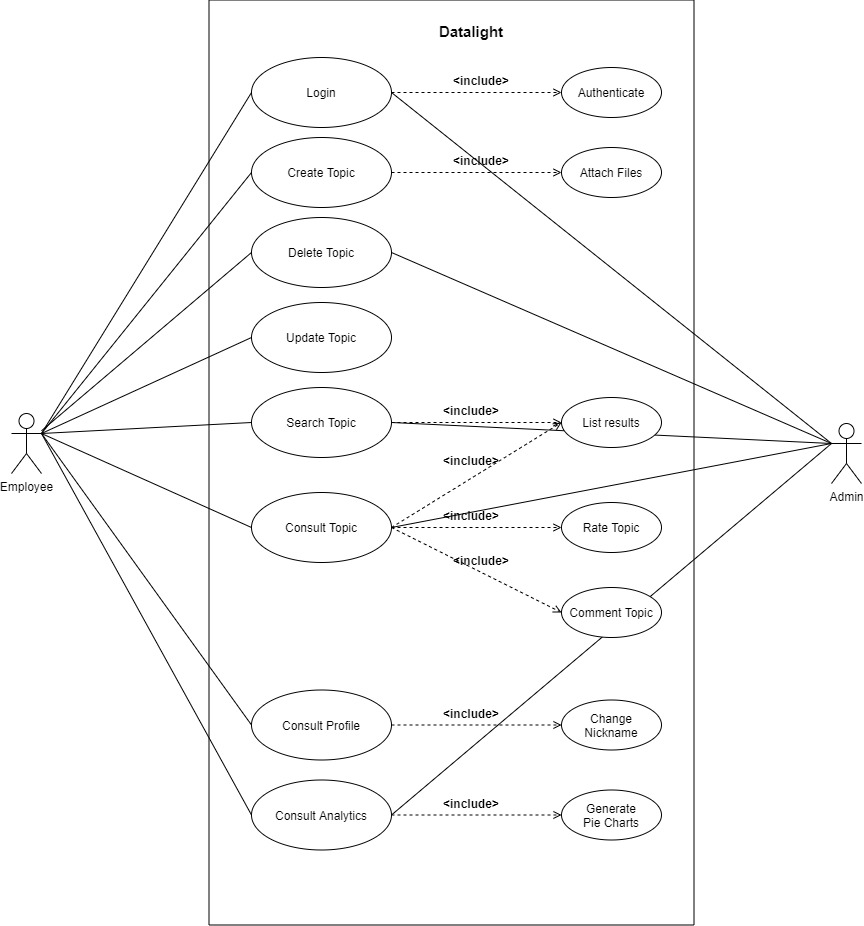 Datalight
Login
<include>
Authenticate
Create Topic
<include>
Attach Files
Delete Topic
Update Topic
Search Topic
<include>
List results
<include>
Employee
Admin
Consult Topic
<include>
Rate Topic
<include>
Comment Topic
Consult Profile
<include>
Change
Nickname
Consult Analytics
<include>
Generate
Pie Charts